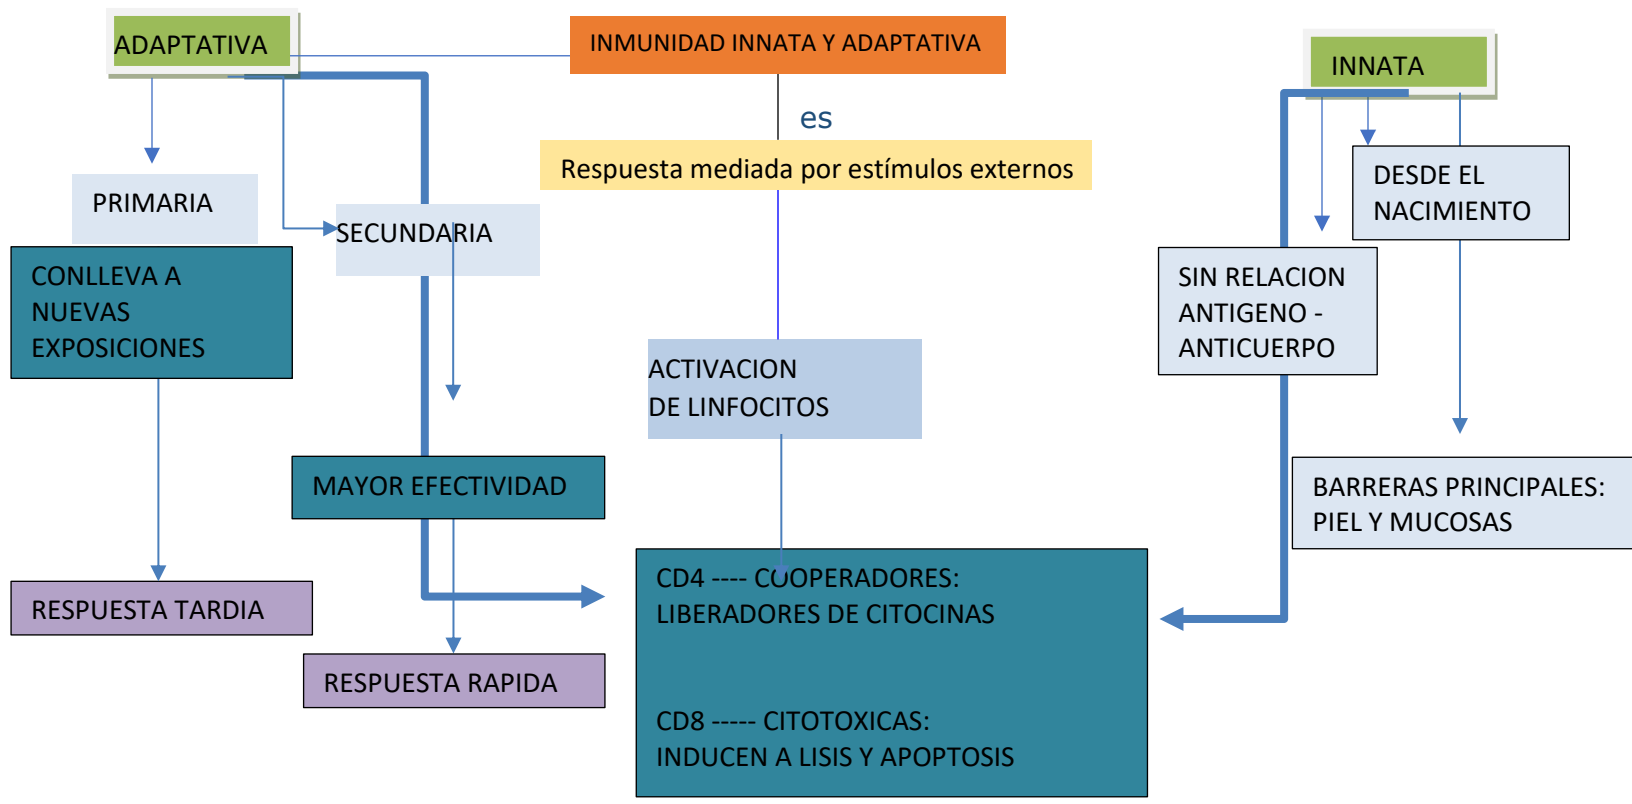 ADAPTATIVA
INMUNIDAD INNATA Y ADAPTATIVA
INNATA
es
Respuesta mediada por estímulos externos
PRIMARIA
SECUNDARIA
DESDE EL
NACIMIENTO
CONLLEVA A
NUEVAS
EXPOSICIONES
SIN RELACION
ANTIGENO -
ANTICUERPO
ACTIVACION
DE LINFOCITOS
MAYOR EFECTIVIDAD
BARRERAS PRINCIPALES:
PIEL Y MUCOSAS
RESPUESTA TARDIA
RESPUESTA RAPIDA
CD4 ---- COOPERADORES:
LIBERADORES DE CITOCINAS
CD8 ----- CITOTOXICAS:
INDUCEN A LISIS Y APOPTOSIS